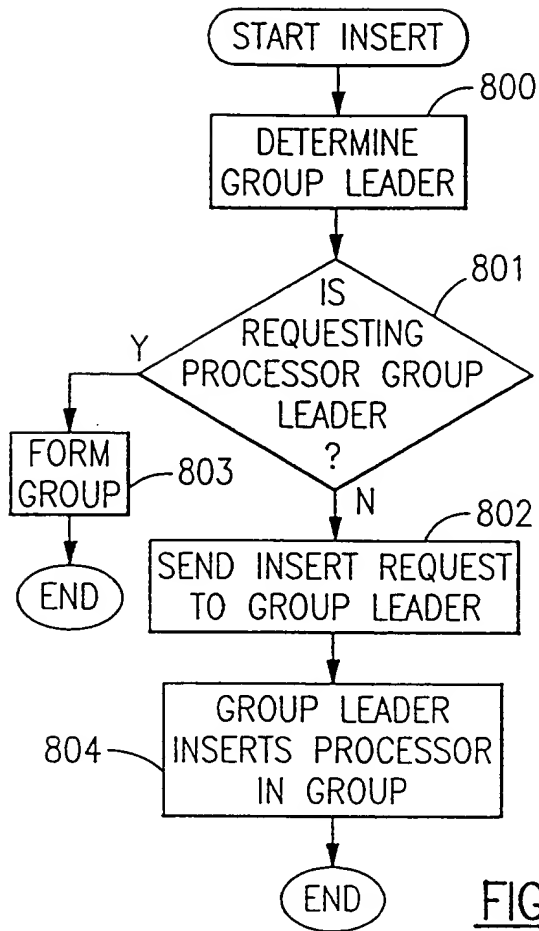 START INSERT
800
DETERMINE
GROUP LEADER
801
IS
REQUESTING
PROCESSOR GROUP
LEADER
?
Y
FORM
GROUP
803
END
N
802
SEND INSERT REQUEST
TO GROUP LEADER
GROUP LEADER
INSERTS PROCESSOR
IN GROUP
804
END
FIG